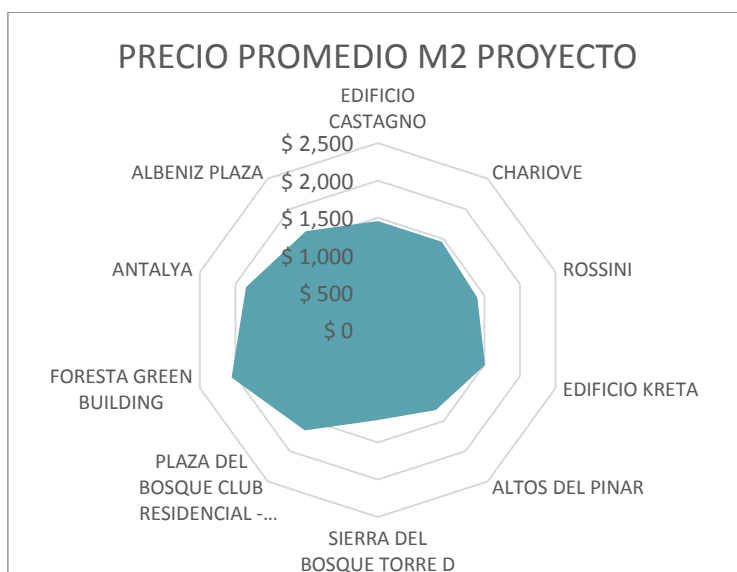 PRECIO PROMEDIO M2 PROYECTO
EDIFICIO
CASTAGNO
$ 2,500
$ 2,000
$ 1,500
$ 1,000
$ 500
$ 0
CHARIOVE
ROSSINI
EDIFICIO KRETA
ALTOS DEL PINAR
SIERRA DEL
BOSQUE TORRE D
PLAZA DEL
BOSQUE CLUB
RESIDENCIAL -...
FORESTA GREEN
BUILDING
ANTALYA
ALBENIZ PLAZA